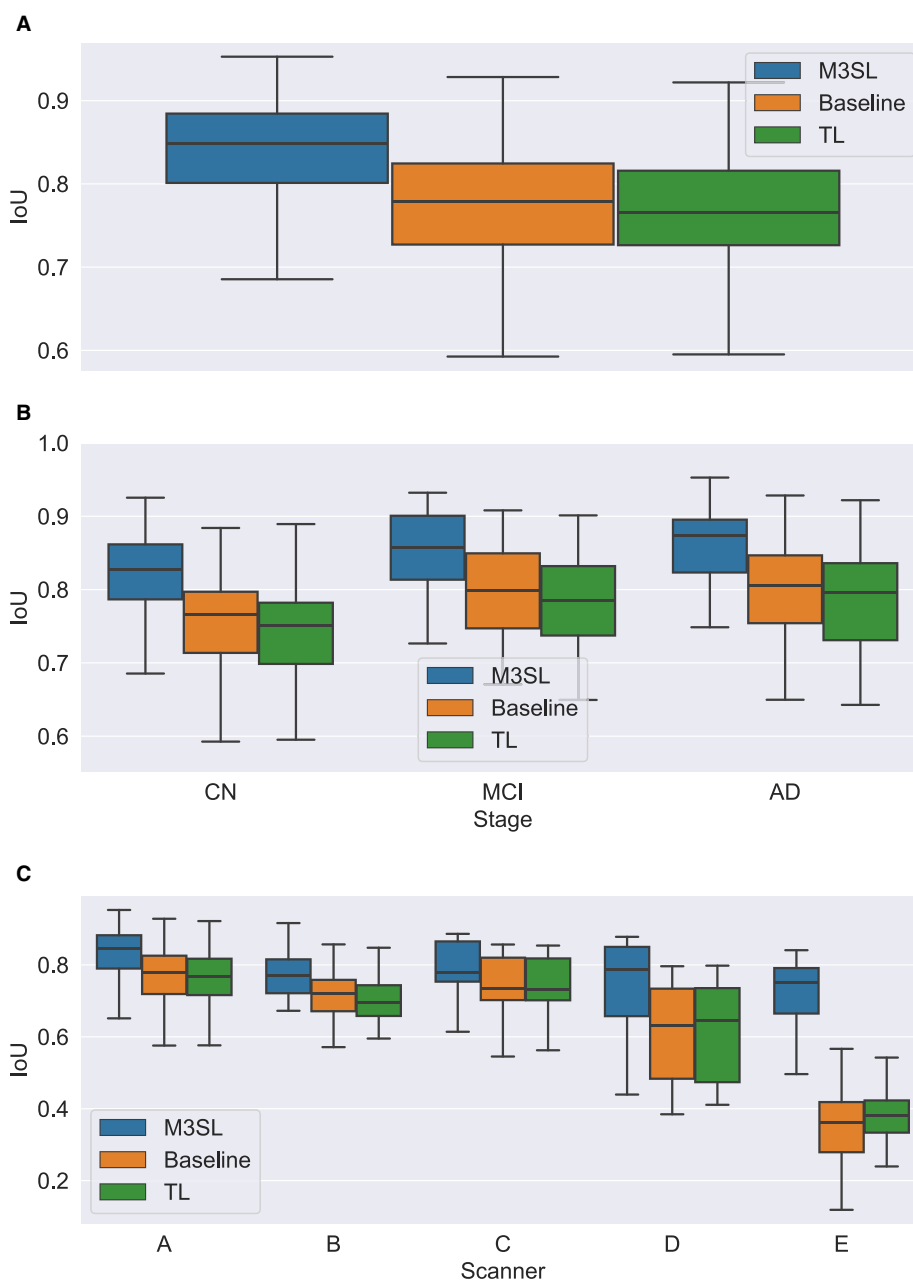 A
M3SL
Baseline
TL
0.9
0.8
0.7
0.6
IoU
B
1.0
0.9
0.8
0.7
0.6
IoU
M3SL
Baseline
TL
CN MCI AD
Stage
C
0.8
0.6
0.4
0.2
IoU
M3SL
Baseline
TL
A B C D E
Scanner